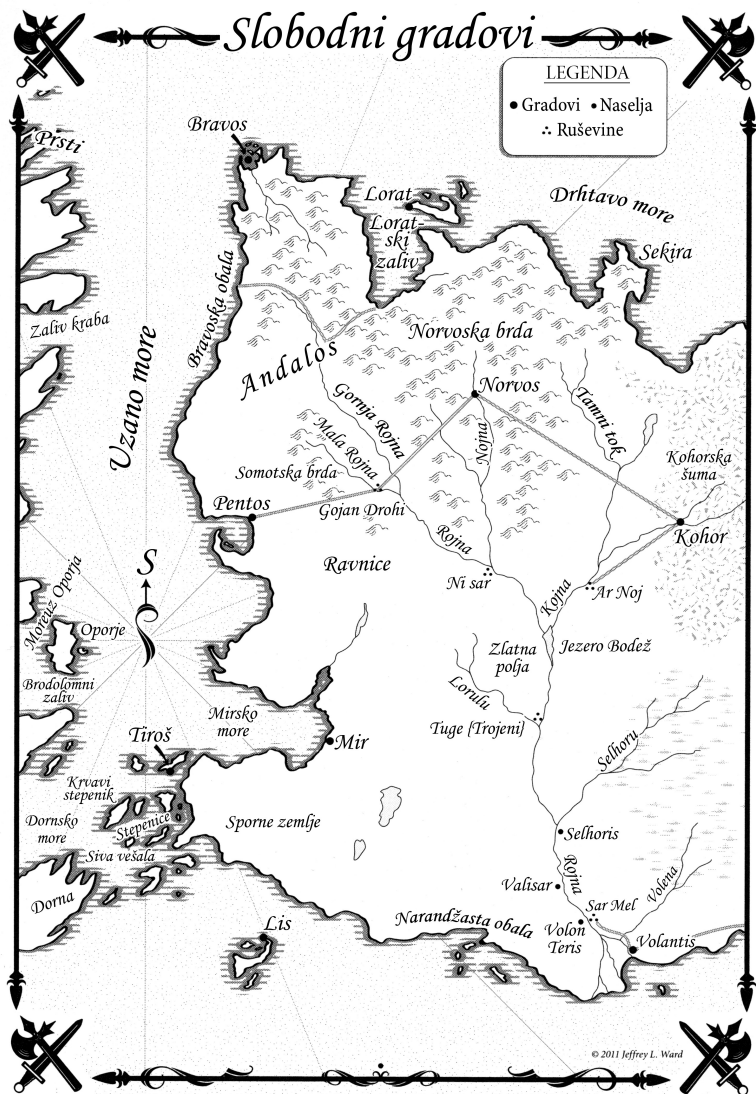 Slobodni gradovi
LEGENDA
Gradovi Naselja
Ruševine
Bravos
Prsti
Lorat
Lorat-
ski
zaliv
Drhtavo more
Sekira
Bravoska obala
Zaliv kraba
Uzano more
Norvoska brda
Andalos
Norvos
Gornja Rojna
Tamni tok
Mala Rojna
Nojna
Somotska brda
Kohorska
šuma
Pentos
Gojan Drohi
Kohor
Rojna
Ravnice
S
Ni sar
Kojna
Ar Noj
Moreuz Oporja
Oporje
Zlatna
polja
Jezero Bodež
Brodolomni
zaliv
Lorulu
Mirsko
more
Tuge [Trojeni]
Tiroš
Mir
Selhoru
Krvavi
stepenik
Dornsko
more
Stepenice
Sporne zemlje
Selhoris
Siva vešala
Rojna
Dorna
Valisar
Volena
Sar Mel
Lis
Narandžasta obala
Volon
Teris
Volantis
© 2011 Jeffrey L. Ward